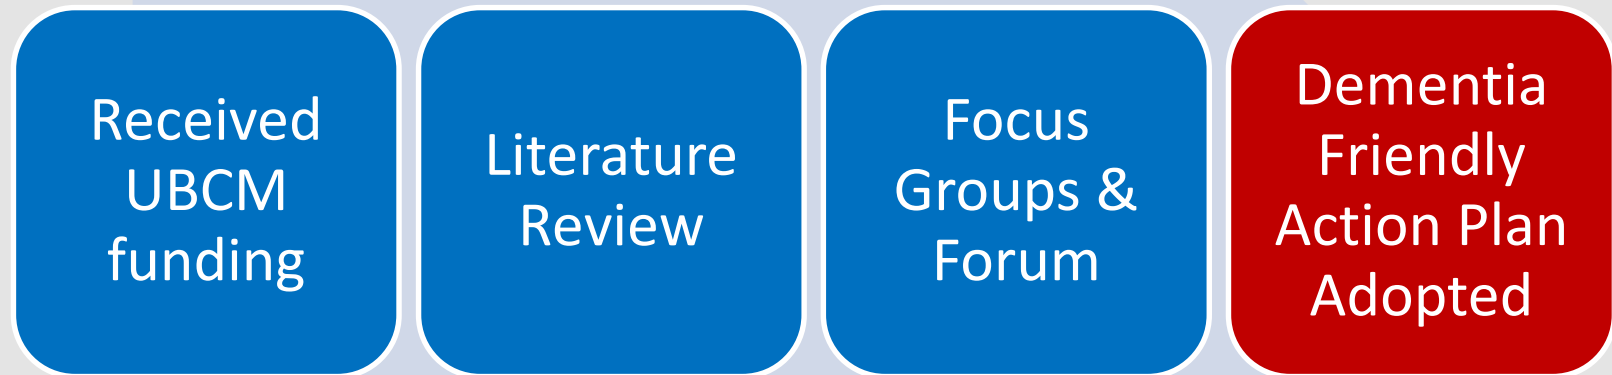 Received
UBCM
funding
Literature
Review
Focus
Groups &
Forum
Dementia
Friendly
Action Plan
Adopted